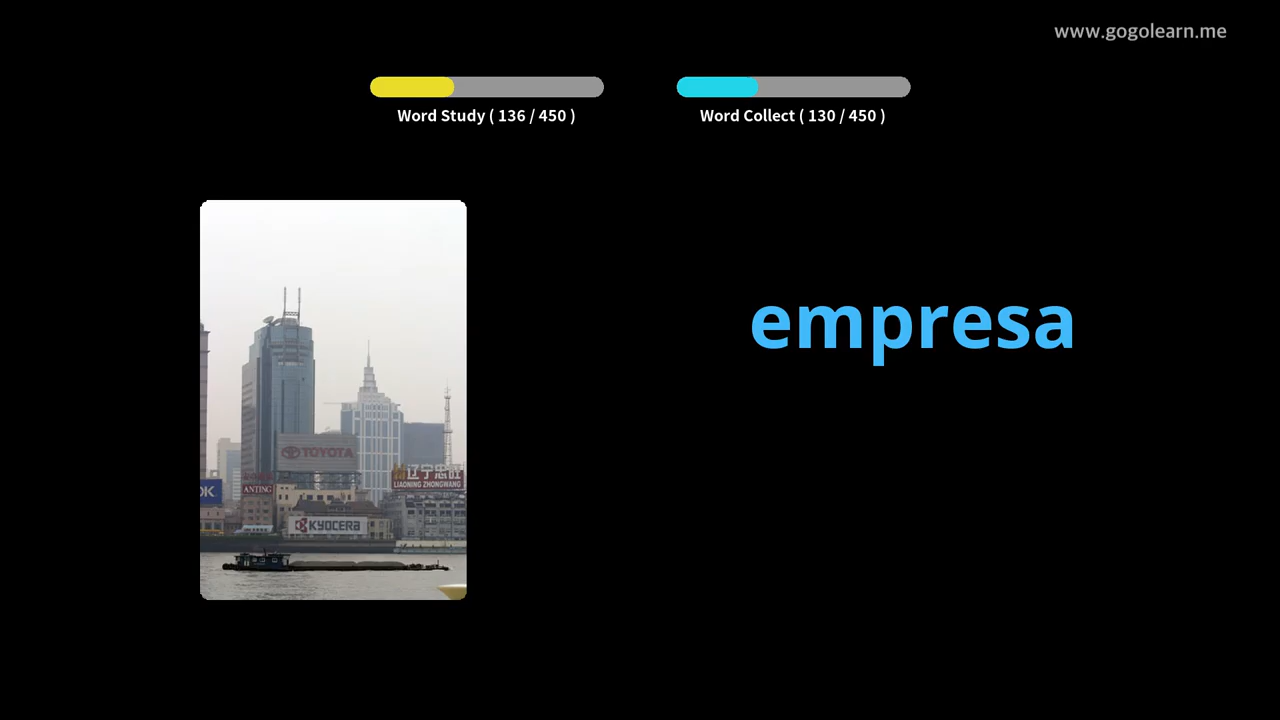 www.gogolearn.me
Word Study ( 136 / 450 )
Word Collect ( 130 / 450 )
empresa
TOYOTA
辽宁忠旺
LIAONING ZHONGWANG
OK
ANTING
KYOCERA